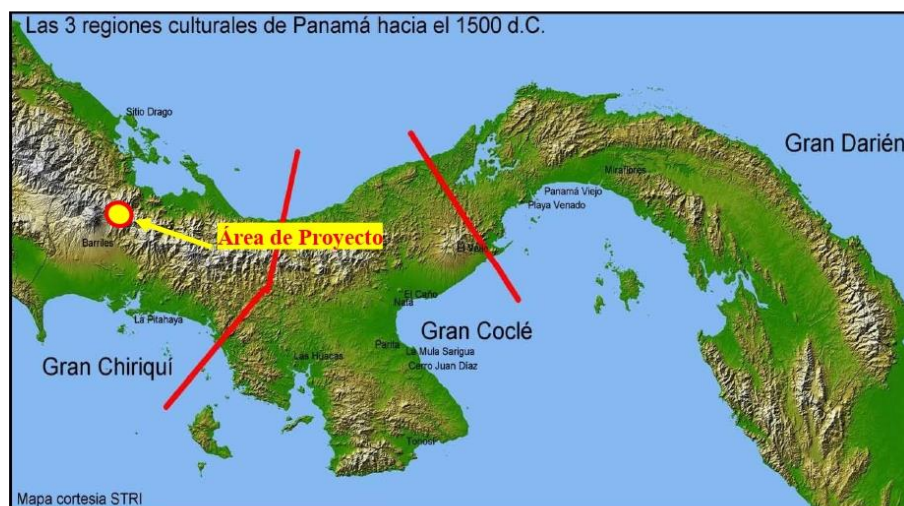 Las 3 regiones culturales de Panamá hacia el 1500 d.C.
Sitio Drago
Gran Darién
Miraflores
Panamá Viejo
Playa Venado
Área de Proyecto
Barriles
El Valle
El Caño
Natá
La Pitahaya
Gran Coclé
Parita
La Mula Sarigua
Las Huacas
Cerro Juan Díaz
Gran Chiriquí
Tonosí
Mapa cortesia STRI